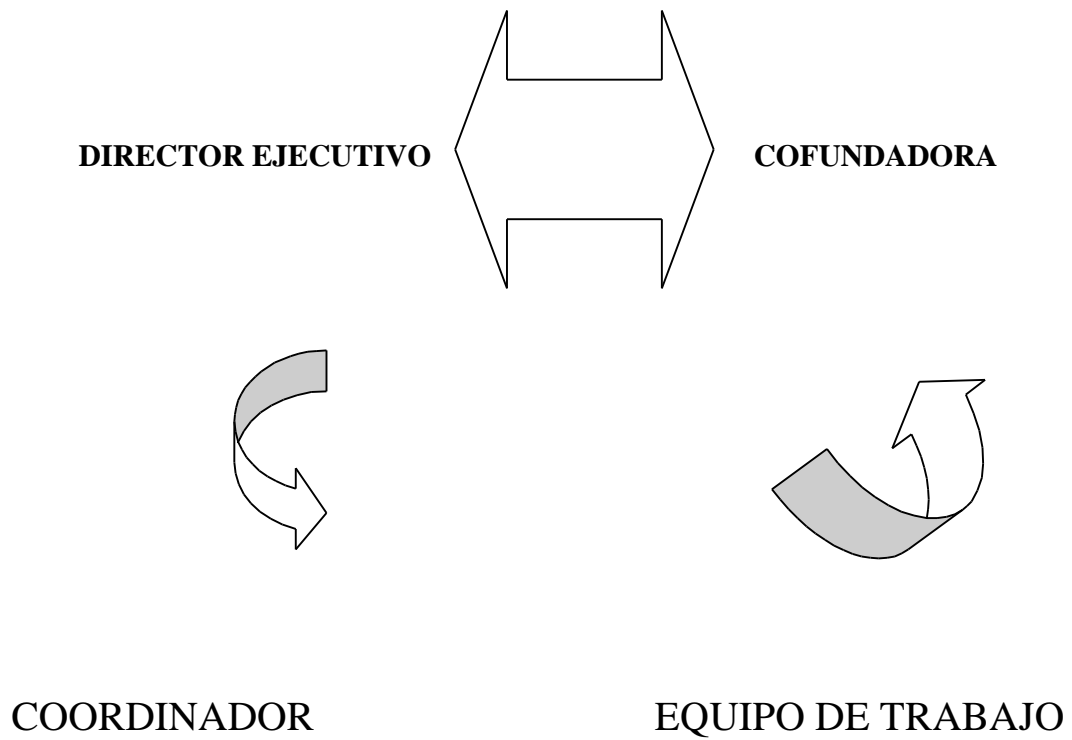 DIRECTOR EJECUTIVO
COFUNDADORA
COORDINADOR
EQUIPO DE TRABAJO